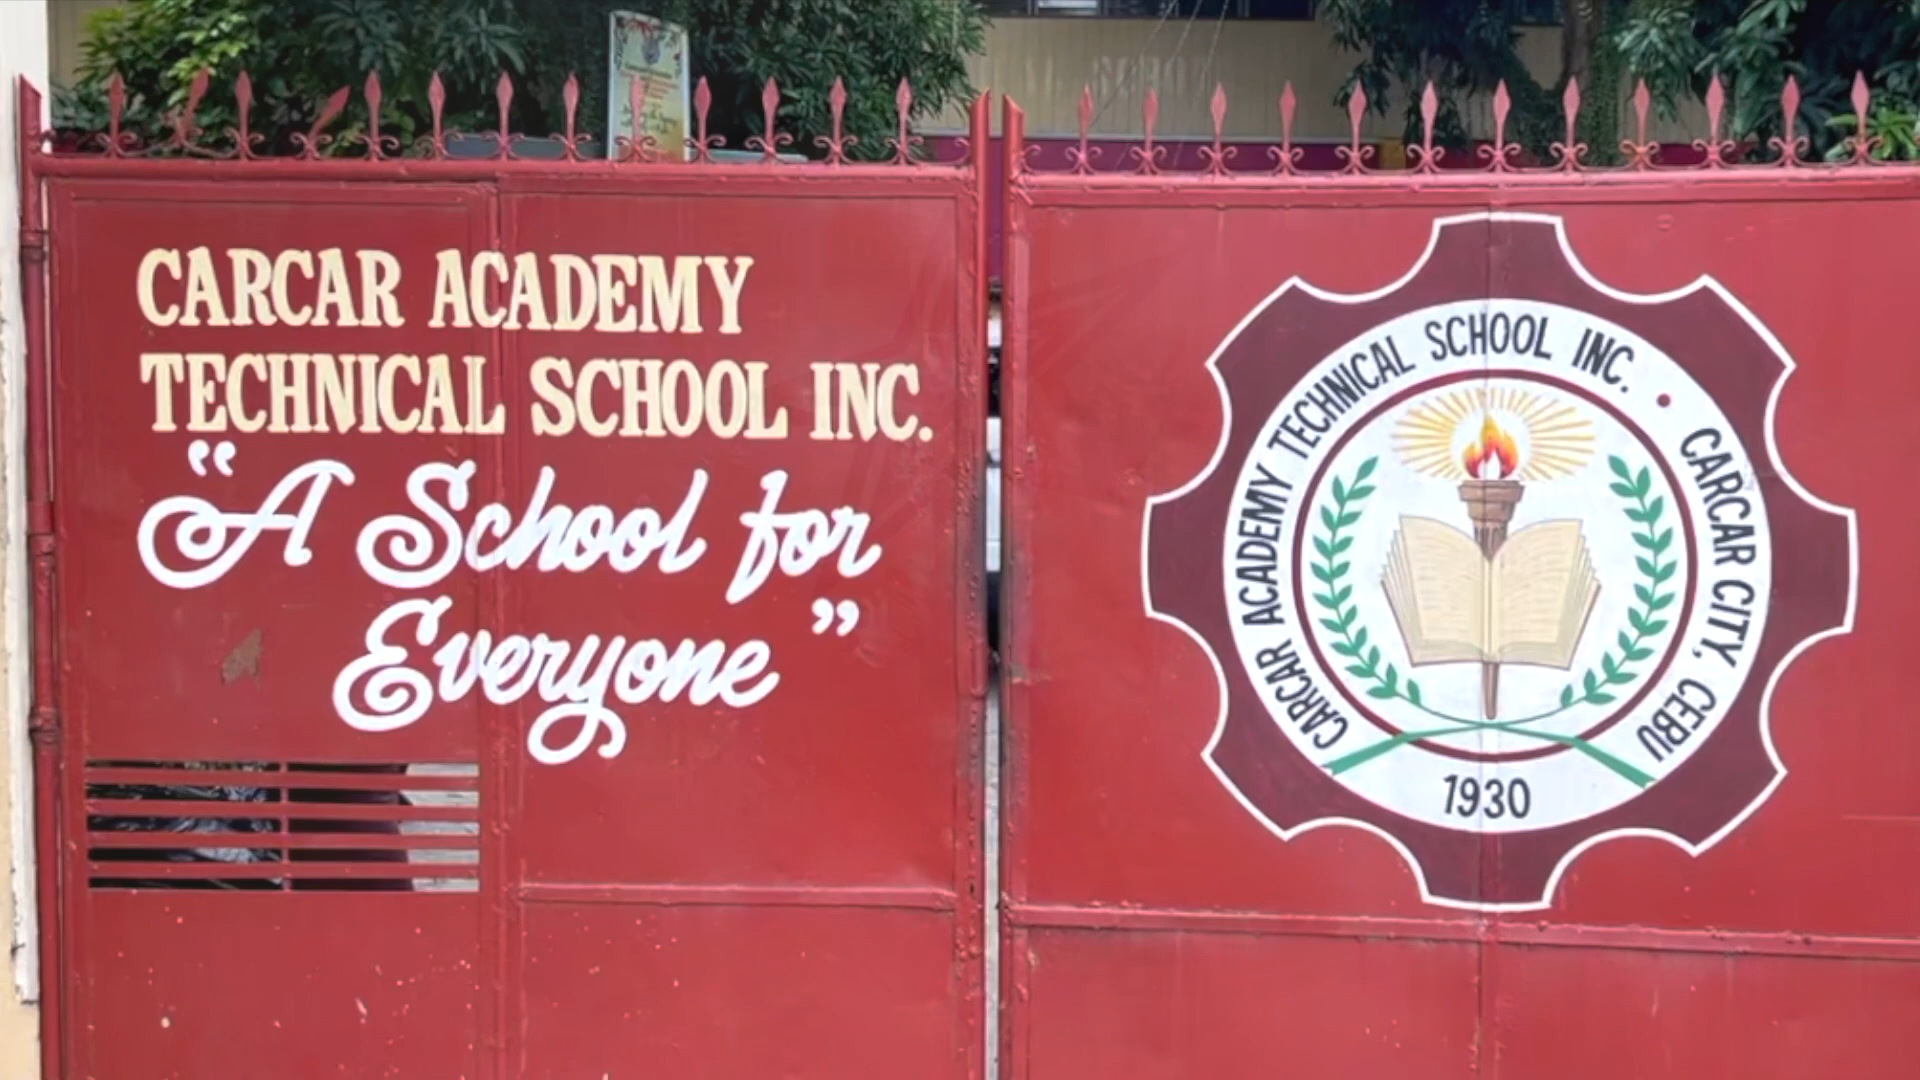 CARCAR ACADEMY
TECHNICAL SCHOOL INC.
“A School for
Everyone”
CARCAR ACADEMY TECHNICAL SCHOOL INC. • CARCAR CITY, CEBU
1930